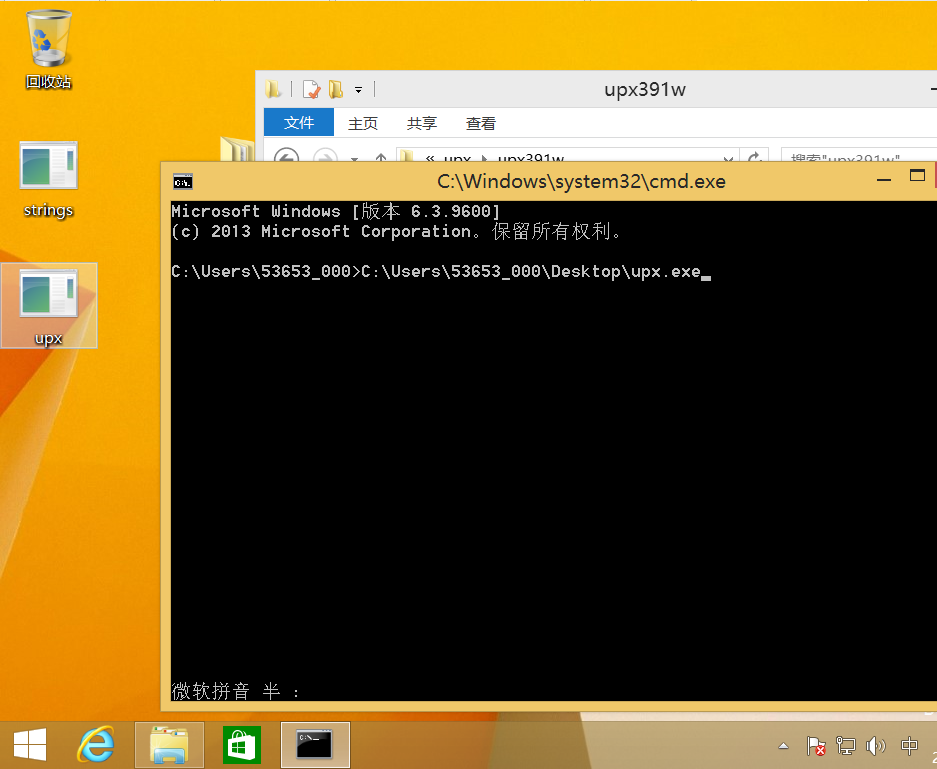 回收站
strings
upx
upx391w
文件 主页 共享 查看
« upx upx391w
搜索"upx391w"
C:\Windows\system32\cmd.exe
Microsoft Windows [版本 6.3.9600]
(c) 2013 Microsoft Corporation。保留所有权利。
C:\Users\53653_000>C:\Users\53653_000\Desktop\upx.exe
微软拼音 半 :
中